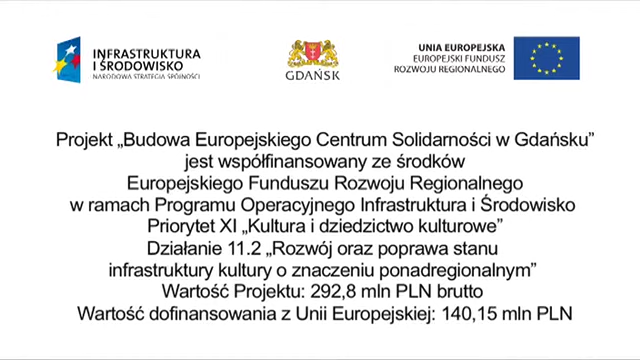 INFRASTRUKTURA
I ŚRODOWISKO
NARODOWA STRATEGIA SPÓJNOŚCI
GDAŃSK
UNIA EUROPEJSKA
EUROPEJSKI FUNDUSZ
ROZWOJU REGIONALNEGO
Projekt „Budowa Europejskiego Centrum Solidarności w Gdańsku”
jest współfinansowany ze środków
Europejskiego Funduszu Rozwoju Regionalnego
w ramach Programu Operacyjnego Infrastruktura i Środowisko
Priorytet XI „Kultura i dziedzictwo kulturowe”
Działanie 11.2 „Rozwój oraz poprawa stanu
infrastruktury kultury o znaczeniu ponadregionalnym”
Wartość Projektu: 292,8 mln PLN brutto
Wartość dofinansowania z Unii Europejskiej: 140,15 mln PLN